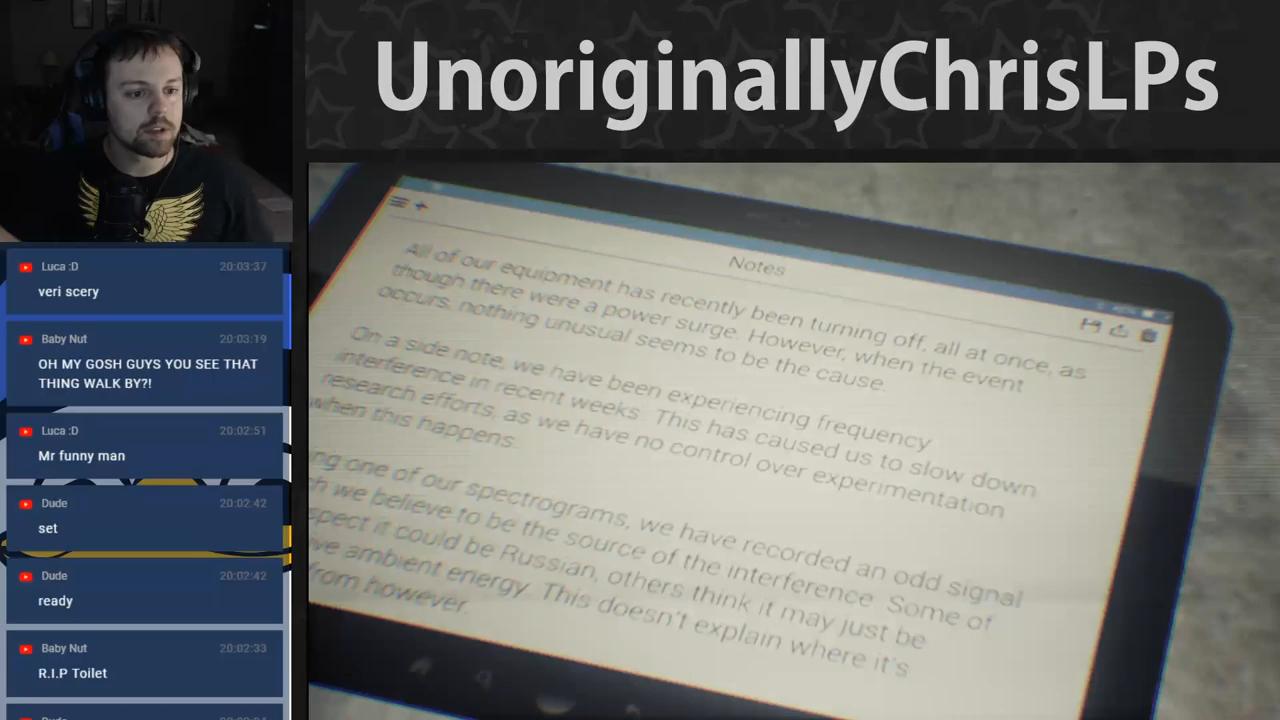 UnoriginallyChrisLPs
Luca :D 20:03:37
veri scery
Baby Nut 20:03:19
OH MY GOSH GUYS YOU SEE THAT
THING WALK BY?!
Luca :D 20:02:51
Mr funny man
Dude 20:02:42
set
Dude 20:02:42
ready
Baby Nut 20:02:33
R.I.P Toilet
Notes
All of our equipment has recently been turning off, all at once, as
though there were a power surge. However, when the event
occurs, nothing unusual seems to be the cause.
On a side note, we have been experiencing frequency
interference in recent weeks. This has caused us to slow down
research efforts, as we have no control over experimentation
when this happens.
one of our spectrograms, we have recorded an odd signal
we believe to be the source of the interference. Some of
it could be Russian, others think it may just be
ambient energy. This doesn't explain where it's
from however.